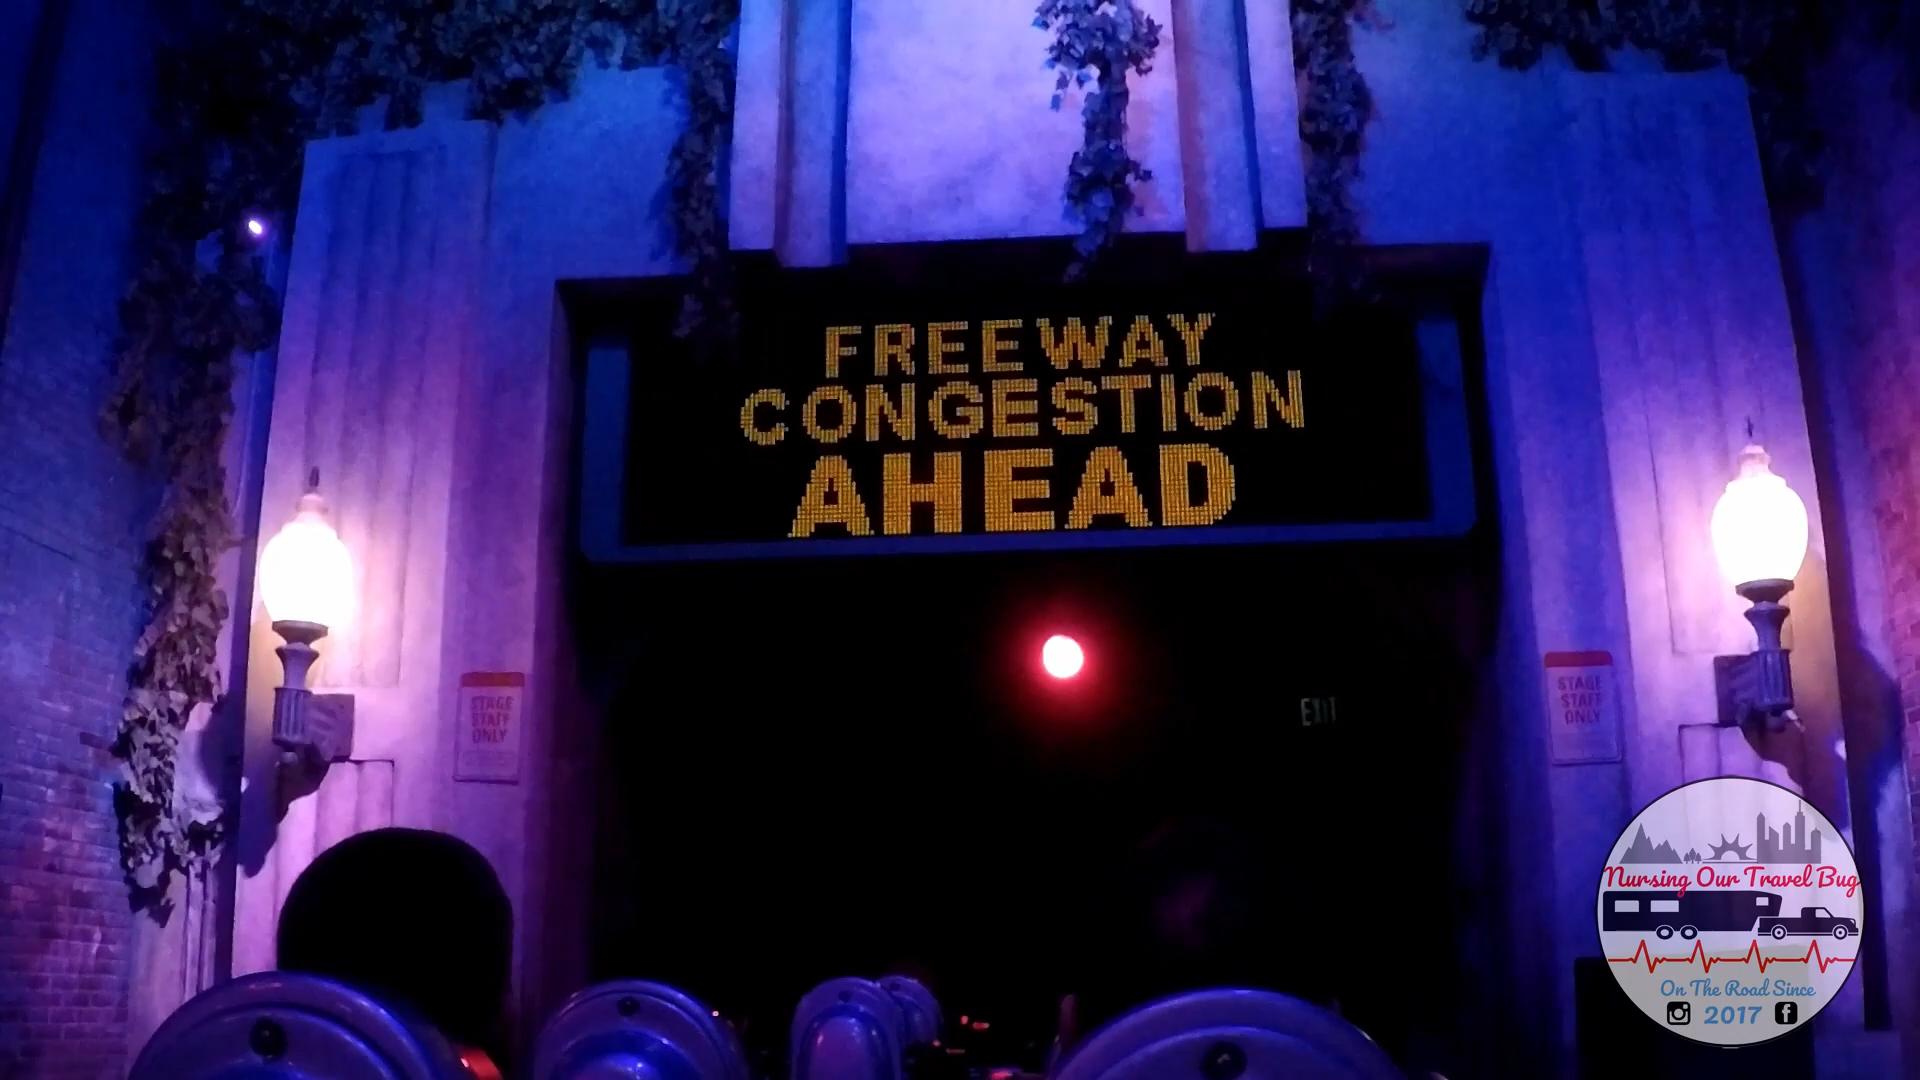 FREEWAY
CONGESTION
AHEAD
EXIT
STAGE
STAFF
ONLY
STAGE
STAFF
ONLY
Nursing Our Travel Bug
On The Road Since
2017